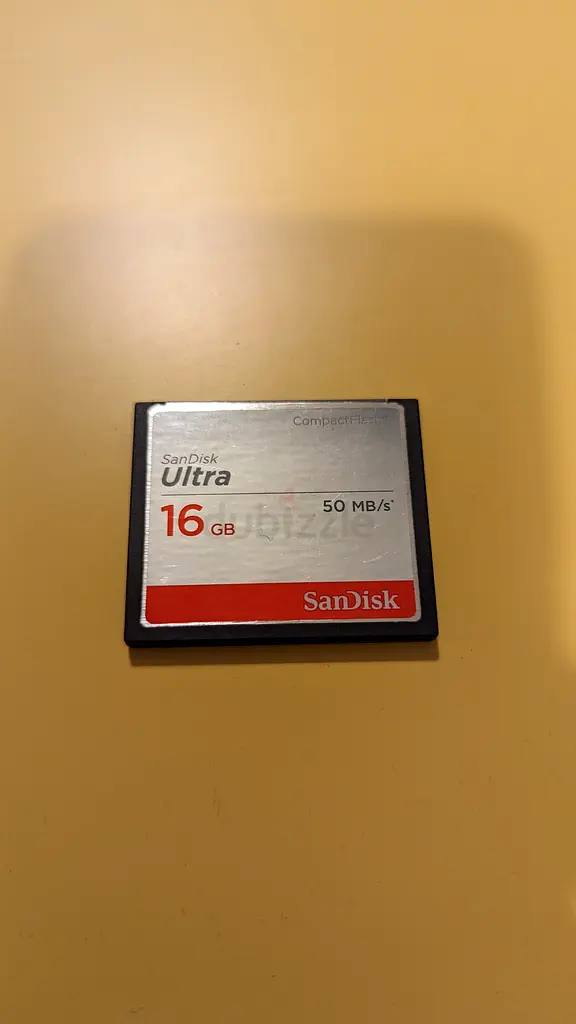 CompactFlash
SanDisk
Ultra
50 MB/s*
16 GB
dubizzle
SanDisk